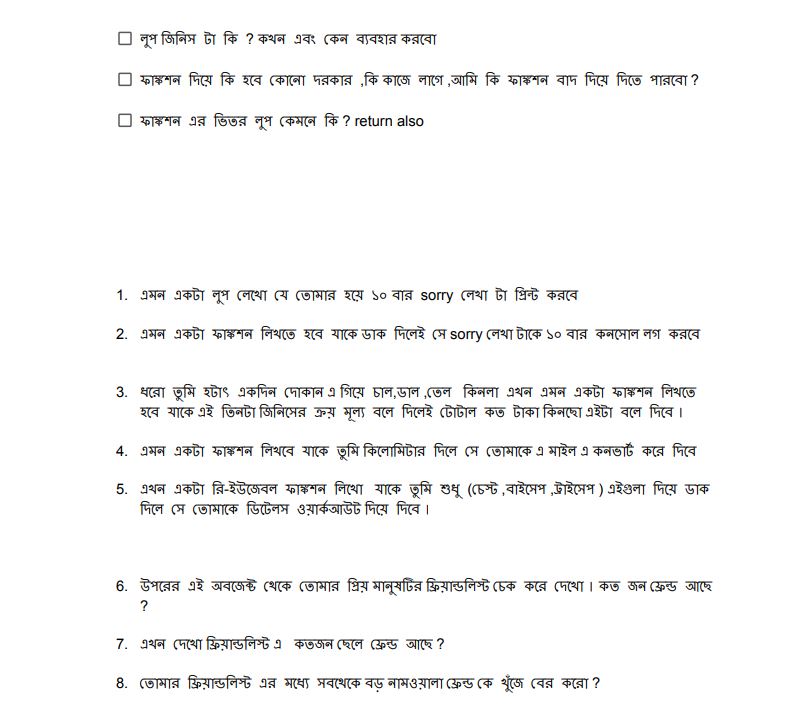 লুপ জিনিস টা কি ? কখন এবং কেন ব্যবহার করবো
ফাঙ্কশন দিয়ে কি হবে কোনো দরকার ,কি কাজে লাগে ,আমি কি ফাঙ্কশন বাদ দিয়ে দিতে পারবো ?
ফাঙ্কশন এর ভিতর লুপ কেমনে কি ? return also
1. এমন একটা লুপ লেখো যে তোমার হয়ে ১০ বার sorry লেখা টা প্রিন্ট করবে
2. এমন একটা ফাঙ্কশন লিখতে হবে যাকে ডাক দিলেই সে sorry লেখা টাকে ১০ বার কনসোল লগ করবে
3. ধরো তুমি হটাৎ একদিন দোকান এ গিয়ে চাল,ডাল ,তেল কিনলা এখন এমন একটা ফাঙ্কশন লিখতে
হবে যাকে এই তিনটা জিনিসের ক্রয় মূল্য বলে দিলেই টোটাল কত টাকা কিনছো এইটা বলে দিবে ।
4. এমন একটা ফাঙ্কশন লিখবে যাকে তুমি কিলোমিটার দিলে সে তোমাকে এ মাইল এ কনভার্ট করে দিবে
5. এখন একটা রি-ইউজেবল ফাঙ্কশন লিখো যাকে তুমি শুধু (চেস্ট ,বাইসেপ ,ট্রাইসেপ ) এইগুলা দিয়ে ডাক
দিলে সে তোমাকে ডিটেলস ওয়ার্কআউট দিয়ে দিবে ।
6. উপরের এই অবজেক্ট থেকে তোমার প্রিয় মানুষটির ফ্রিয়ান্ডলিস্ট চেক করে দেখো । কত জন ফ্রেন্ড আছে
?
7. এখন দেখো ফ্রিয়ান্ডলিস্ট এ কতজন ছেলে ফ্রেন্ড আছে ?
8. তোমার ফ্রিয়ান্ডলিস্ট এর মধ্যে সবথেকে বড় নামওয়ালা ফ্রেন্ড কে খুঁজে বের করো ?